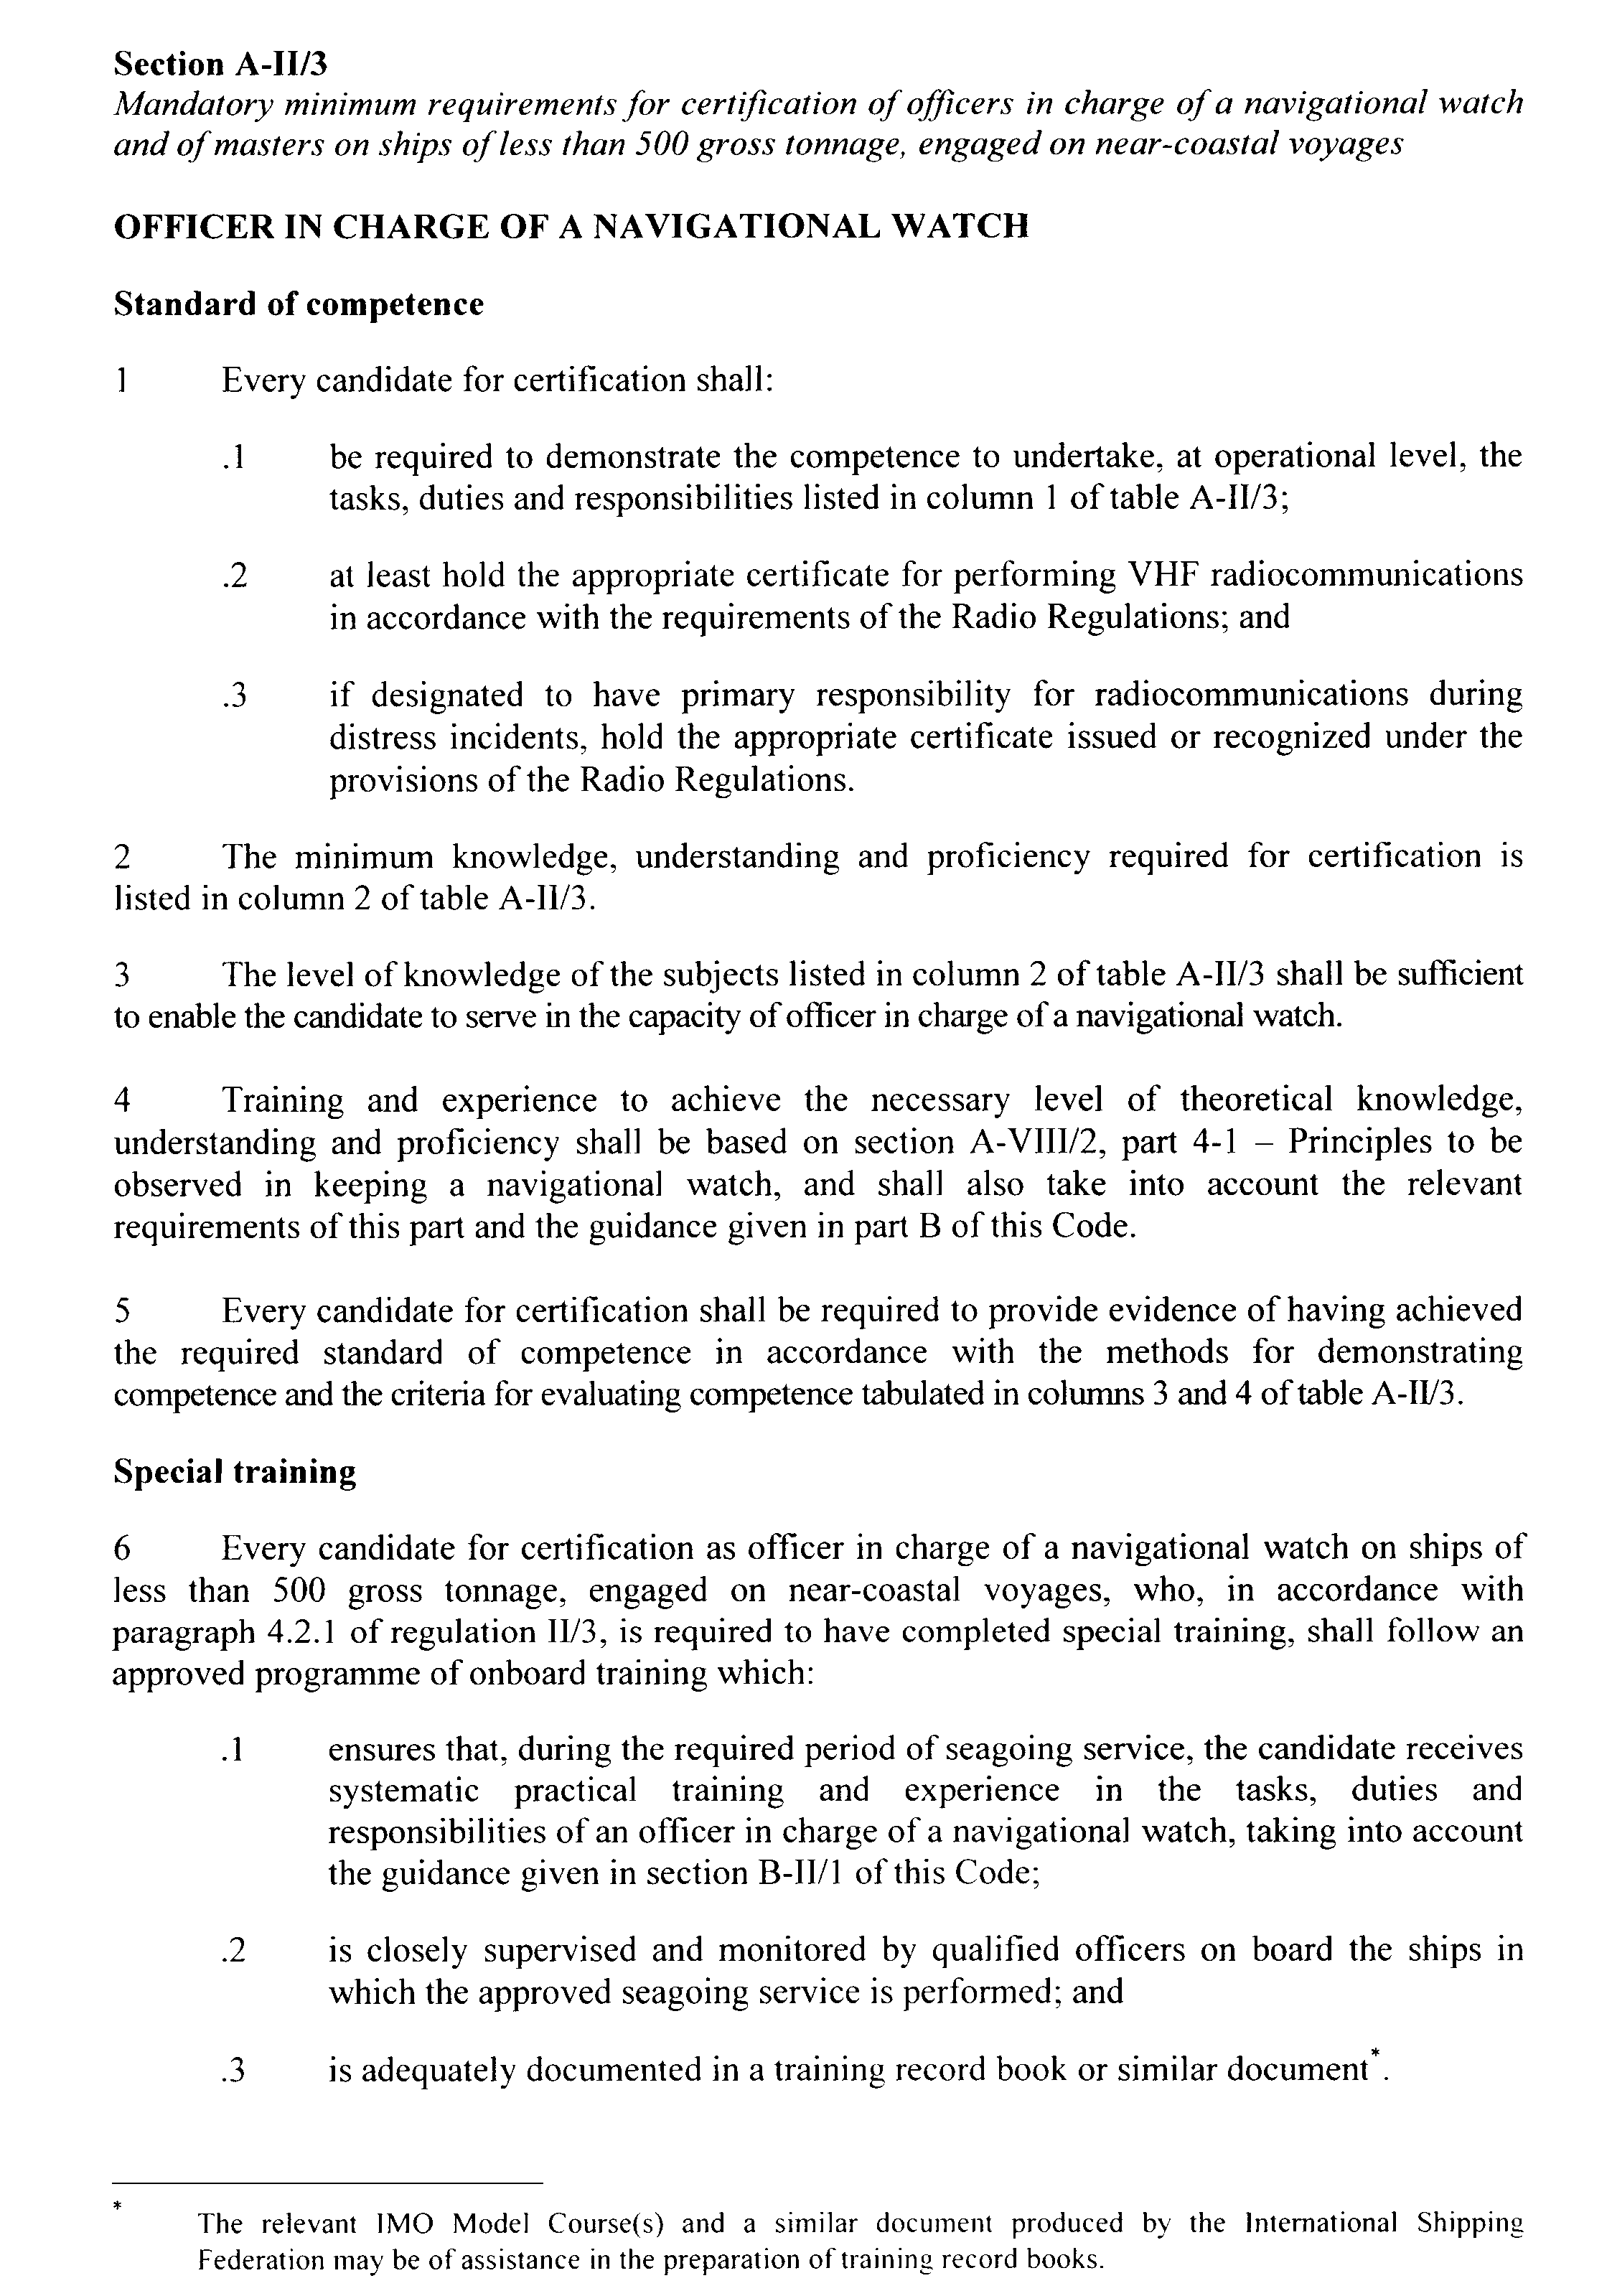 Section A-II/3
Mandatory minimum requirements for certification of officers in charge of a navigational watch
and of masters on ships of less than 500 gross tonnage, engaged on near-coastal voyages
OFFICER IN CHARGE OF A NAVIGATIONAL WATCH
Standard of competence
1 Every candidate for certification shall:
.1 be required to demonstrate the competence to undertake, at operational level, the
tasks, duties and responsibilities listed in column 1 of table A-II/3;
.2 at least hold the appropriate certificate for performing VHF radiocommunications
in accordance with the requirements of the Radio Regulations; and
.3 if designated to have primary responsibility for radiocommunications during
distress incidents, hold the appropriate certificate issued or recognized under the
provisions of the Radio Regulations.
2 The minimum knowledge, understanding and proficiency required for certification is
listed in column 2 of table A-II/3.
3 The level of knowledge of the subjects listed in column 2 of table A-II/3 shall be sufficient
to enable the candidate to serve in the capacity of officer in charge of a navigational watch.
4 Training and experience to achieve the necessary level of theoretical knowledge,
understanding and proficiency shall be based on section A-VIII/2, part 4-1 – Principles to be
observed in keeping a navigational watch, and shall also take into account the relevant
requirements of this part and the guidance given in part B of this Code.
5 Every candidate for certification shall be required to provide evidence of having achieved
the required standard of competence in accordance with the methods for demonstrating
competence and the criteria for evaluating competence tabulated in columns 3 and 4 of table A-II/3.
Special training
6 Every candidate for certification as officer in charge of a navigational watch on ships of
less than 500 gross tonnage, engaged on near-coastal voyages, who, in accordance with
paragraph 4.2.1 of regulation II/3, is required to have completed special training, shall follow an
approved programme of onboard training which:
.1 ensures that, during the required period of seagoing service, the candidate receives
systematic practical training and experience in the tasks, duties and
responsibilities of an officer in charge of a navigational watch, taking into account
the guidance given in section B-II/1 of this Code;
.2 is closely supervised and monitored by qualified officers on board the ships in
which the approved seagoing service is performed; and
.3 is adequately documented in a training record book or similar document*.
* The relevant IMO Model Course(s) and a similar document produced by the International Shipping
Federation may be of assistance in the preparation of training record books.